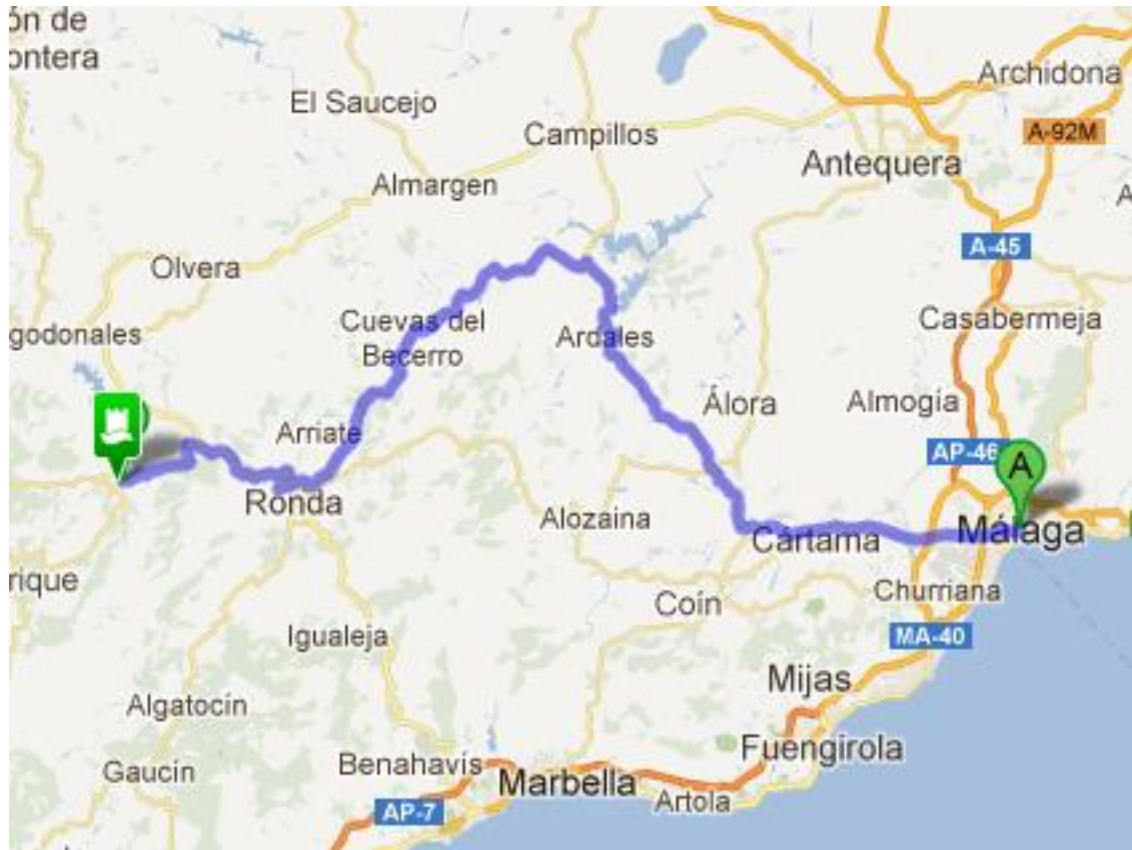 ón de
ontera
El Saucejo
Campillos
Archidona
A-92M
Antequera
Almargen
A
A-45
Olvera
Cuevas del
Becerro
Ardales
Casabermeja
godonales
Álora
Almogía
Arriate
AP-46
A
Ronda
Alozaina
Cártama
Málaga
rique
Coín
Churriana
Igualeja
MA-40
Mijas
Algatocín
Fuengirola
Gaucín
Benahavís
Marbella
Artola
AP-7